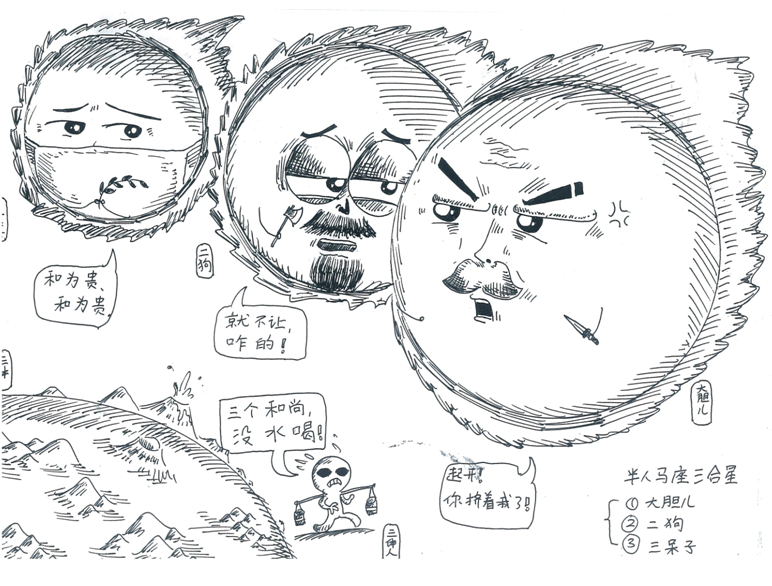 和为贵、
和为贵。
二狗
就不让,
咋的!
大胆儿
三个和尚,
没水喝!
三体人
起开!
你挤着我了!
半人马座三合星
① 大胆儿
② 二狗
③ 三呆子